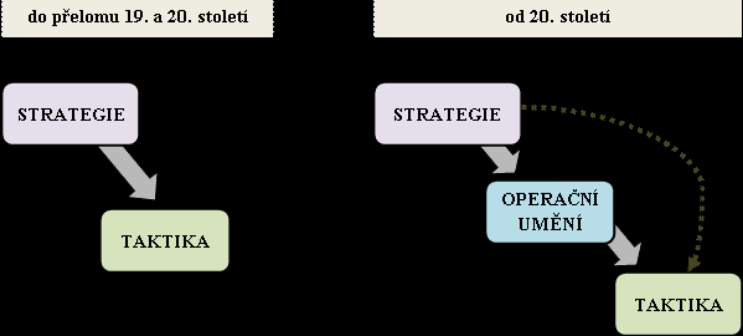 do přelomu 19. a 20. století
od 20. století
STRATEGIE
STRATEGIE
OPERAČNÍ
UMĚNÍ
TAKTIKA
TAKTIKA